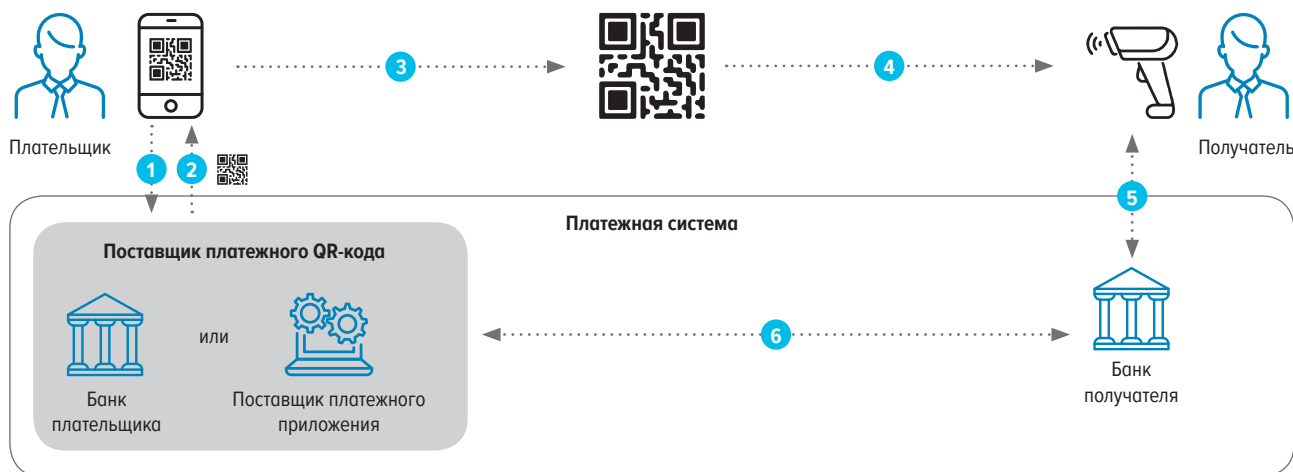 3
4
Плательщик
Получатель
1
2
5
Платежная система
Поставщик платежного QR-кода
или
6
Банк
плательщика
Поставщик платежного
приложения
Банк
получателя